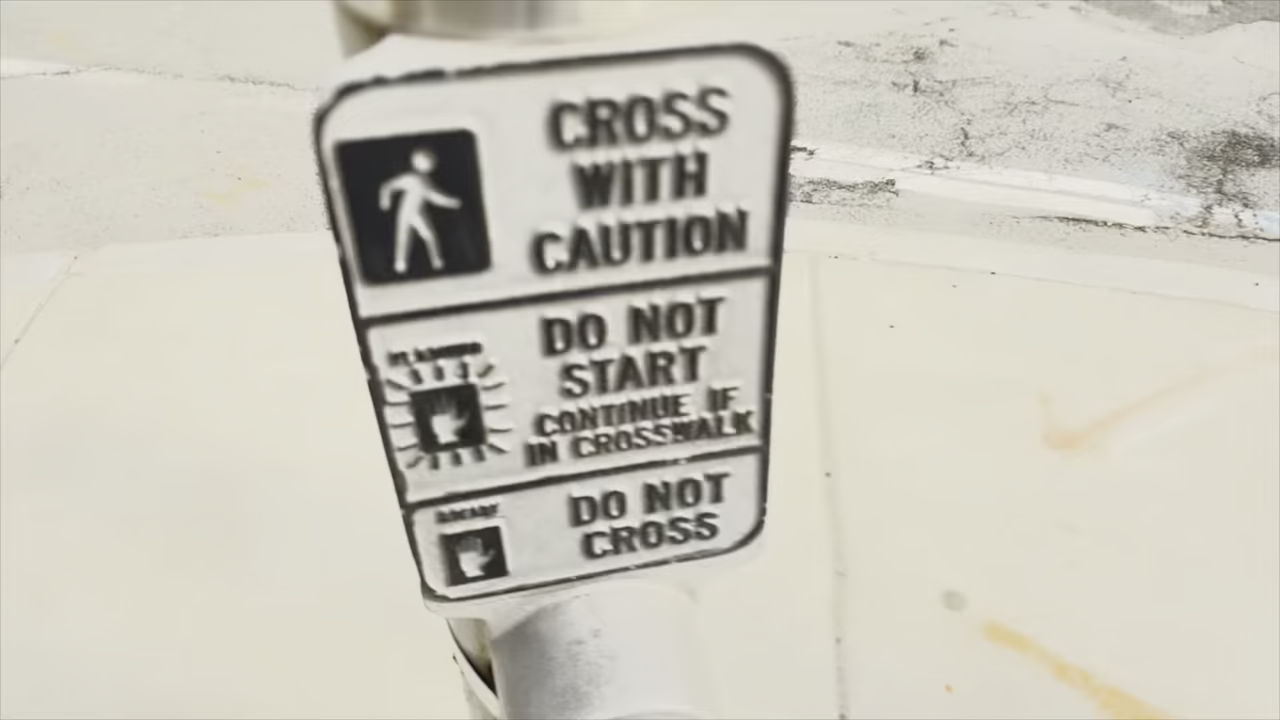 CROSS
WITH
CAUTION
DO NOT
START
CONTINUE IF
IN CROSSWALK
DO NOT
CROSS